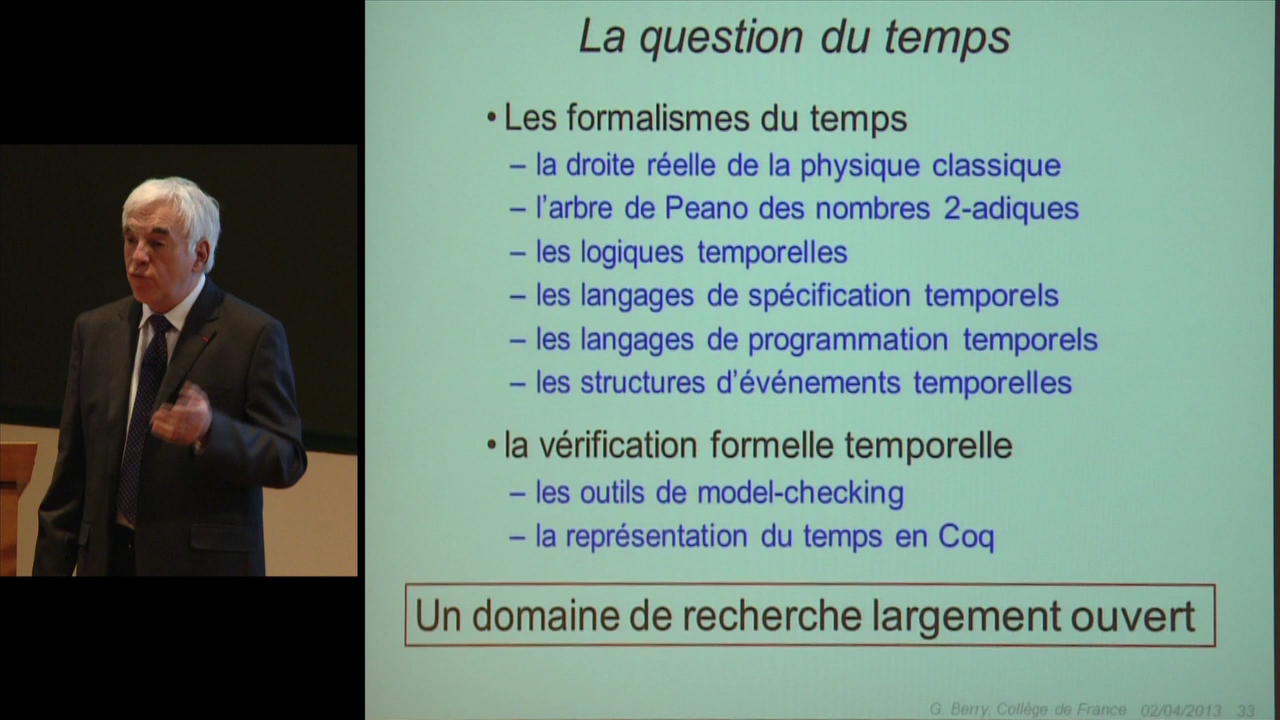 La question du temps
• Les formalismes du temps
– la droite réelle de la physique classique
– l'arbre de Peano des nombres 2-adiques
– les logiques temporelles
– les langages de spécification temporels
– les langages de programmation temporels
– les structures d'événements temporelles
• la vérification formelle temporelle
– les outils de model-checking
– la représentation du temps en Coq
Un domaine de recherche largement ouvert
G. Berry, Collège de France 02/04/2013 33